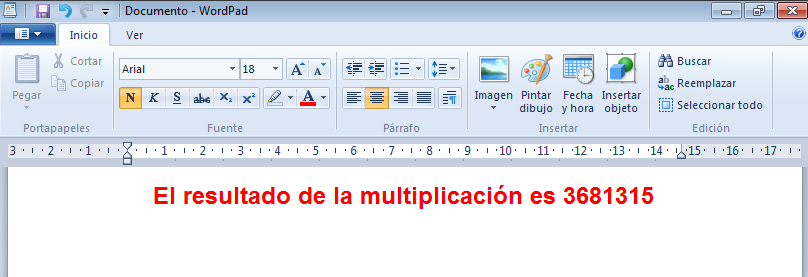 Documento - WordPad
Inicio Ver
Pegar
Cortar
Copiar
Portapapeles
Arial 18
N K S abc X₂ X²
Fuente
Párrafo
Imagen
Pintar dibujo
Fecha y hora
Insertar objeto
Insertar
Buscar
Reemplazar
Seleccionar todo
Edición
3 2 1 1 2 3 4 5 6 7 8 9 10 11 12 13 14 15 16 17
El resultado de la multiplicación es 3681315